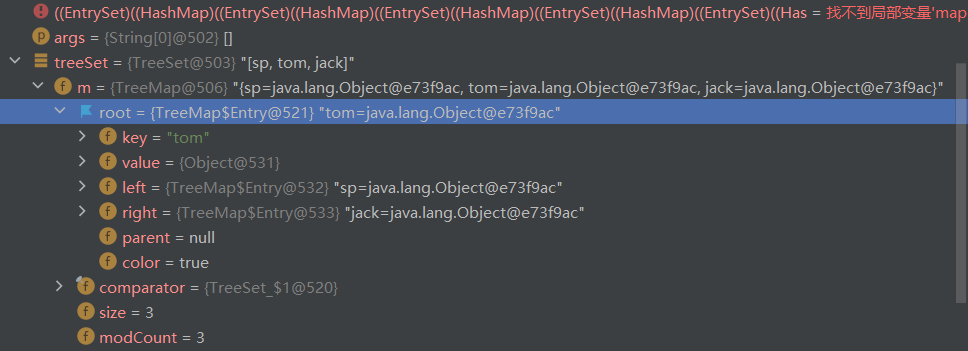 ((EntrySet)((HashMap)((EntrySet)((HashMap)((EntrySet)((HashMap)((EntrySet)((HashMap)((EntrySet)((Has = 找不到局部变量'map
p args = {String[0]@502} []
treeSet = {TreeSet@503} "[sp, tom, jack]"
f m = {TreeMap@506} "{sp=java.lang.Object@e73f9ac, tom=java.lang.Object@e73f9ac, jack=java.lang.Object@e73f9ac}"
root = {TreeMap$Entry@521} "tom=java.lang.Object@e73f9ac"
f key = "tom"
f value = {Object@531}
f left = {TreeMap$Entry@532} "sp=java.lang.Object@e73f9ac"
f right = {TreeMap$Entry@533} "jack=java.lang.Object@e73f9ac"
f parent = null
f color = true
f comparator = {TreeSet_$1@520}
f size = 3
f modCount = 3